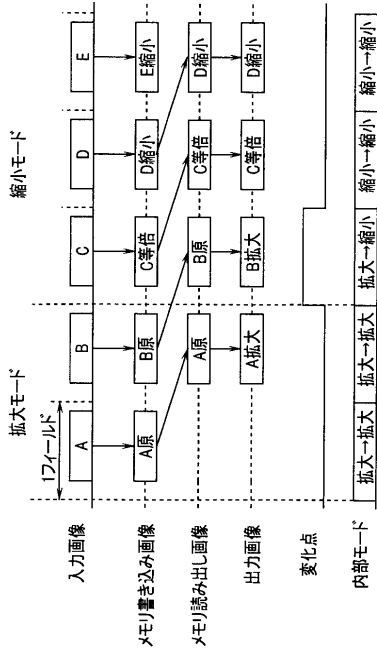 拡大モード
縮小モード
1フィールド
入力画像
A
B
C
D
E
メモリ書き込み画像
A原
B原
C等倍
D縮小
E縮小
メモリ読み出し画像
A原
B原
C等倍
D縮小
出力画像
A拡大
B拡大
C等倍
D縮小
変化点
内部モード
拡大→拡大
拡大→拡大
拡大→縮小
縮小→縮小
縮小→縮小